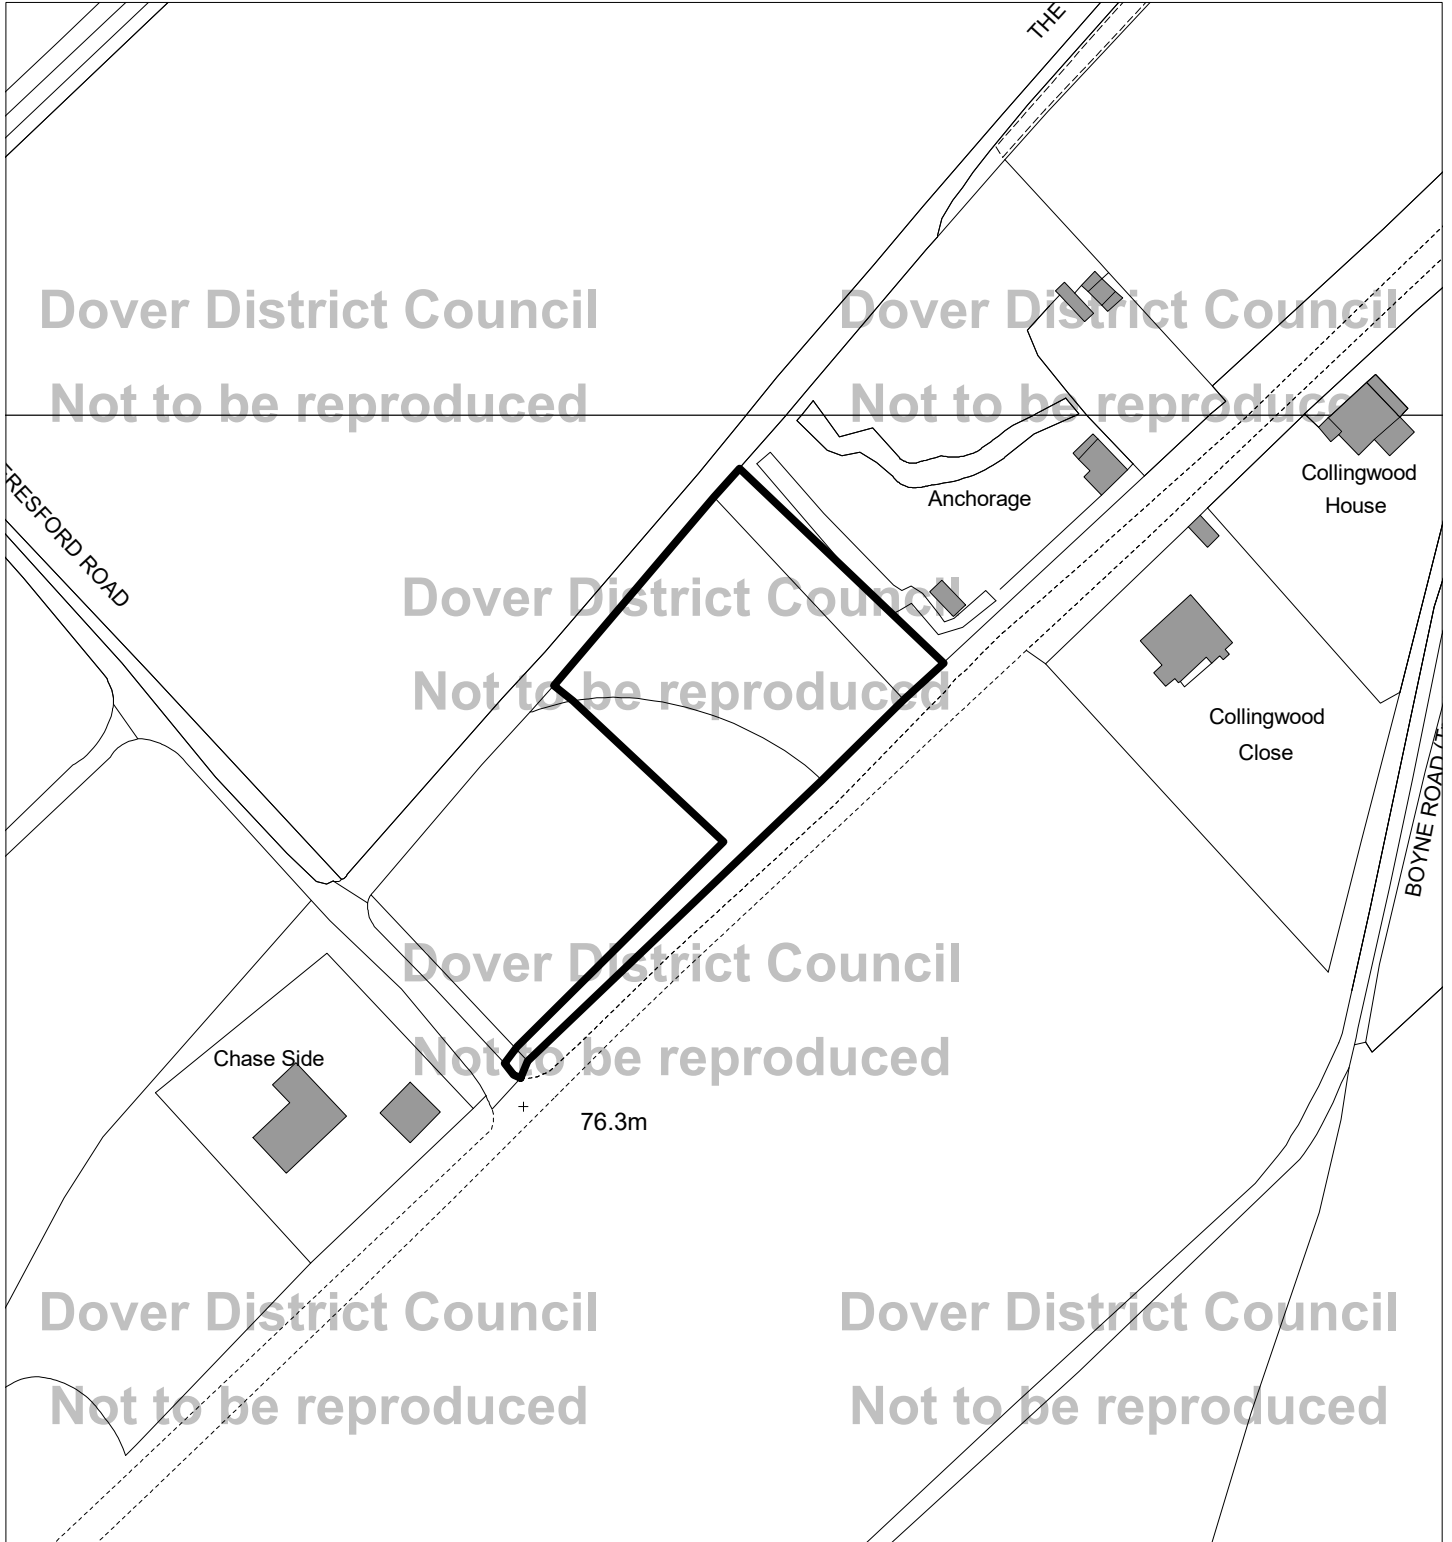 THE
Dover District Council
Dover District Council
Not to be reproduced
Not to be reproduce
Collingwood
House
Anchorage
RESFORD ROAD
Dover District Council
Not to be reproduced
Collingwood
Close
BOYNE ROAD (T
Dover District Council
Not to be reproduced
Chase Side
76.3m
Dover District Council
Dover District Council
Not to be reproduced
Not to be reproduced